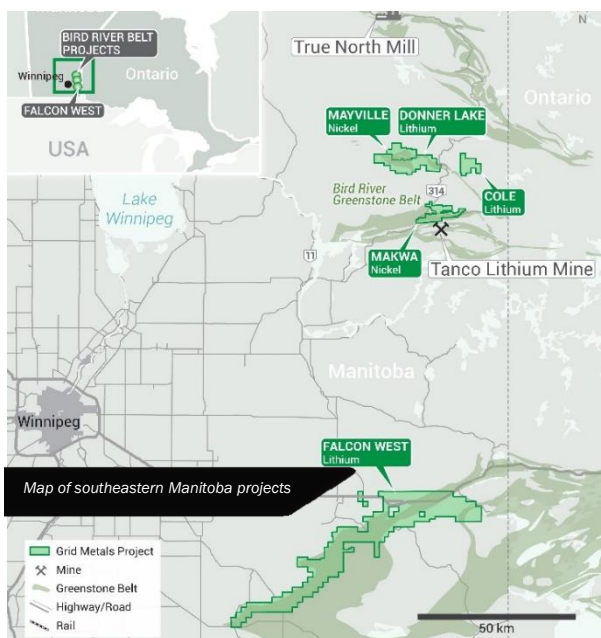 Manitoba
BIRD RIVER BELT
PROJECTS
Winnipeg
Ontario
FALCON WEST
USA
N
True North Mill
Ontario
MAYVILLE
Nickel
DONNER LAKE
Lithium
Bird River
Greenstone Belt
314
COLE
Lithium
Lake
Winnipeg
11
MAKWA
Nickel
Tanco Lithium Mine
Manitoba
Winnipeg
FALCON WEST
Lithium
Map of southeastern Manitoba projects
Grid Metals Project
Mine
Greenstone Belt
Highway/Road
Rail
50 km